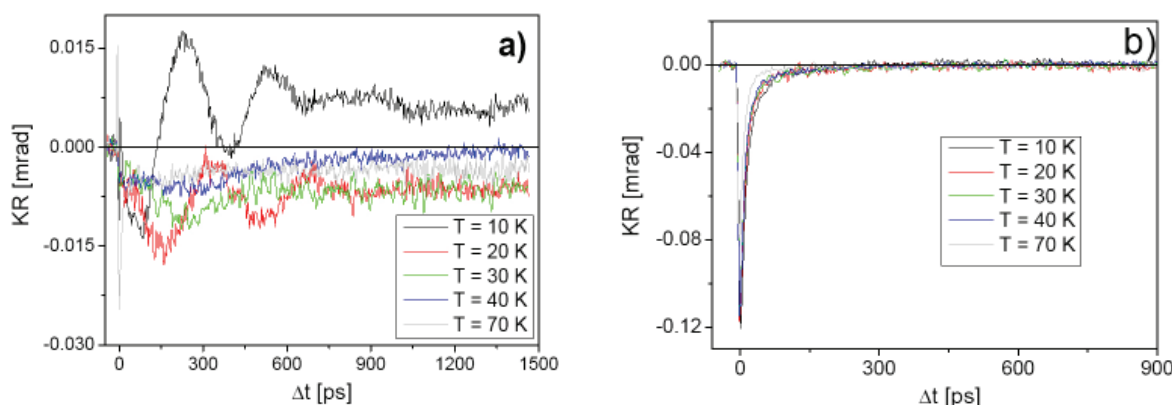 a)
KR [mrad]
0.015
0.000
-0.015
-0.030
T = 10 K
T = 20 K
T = 30 K
T = 40 K
T = 70 K
0 300 600 900 1200 1500
Δt [ps]
b)
KR [mrad]
0.00
-0.04
-0.08
-0.12
T = 10 K
T = 20 K
T = 30 K
T = 40 K
T = 70 K
0 300 600 900
Δt [ps]